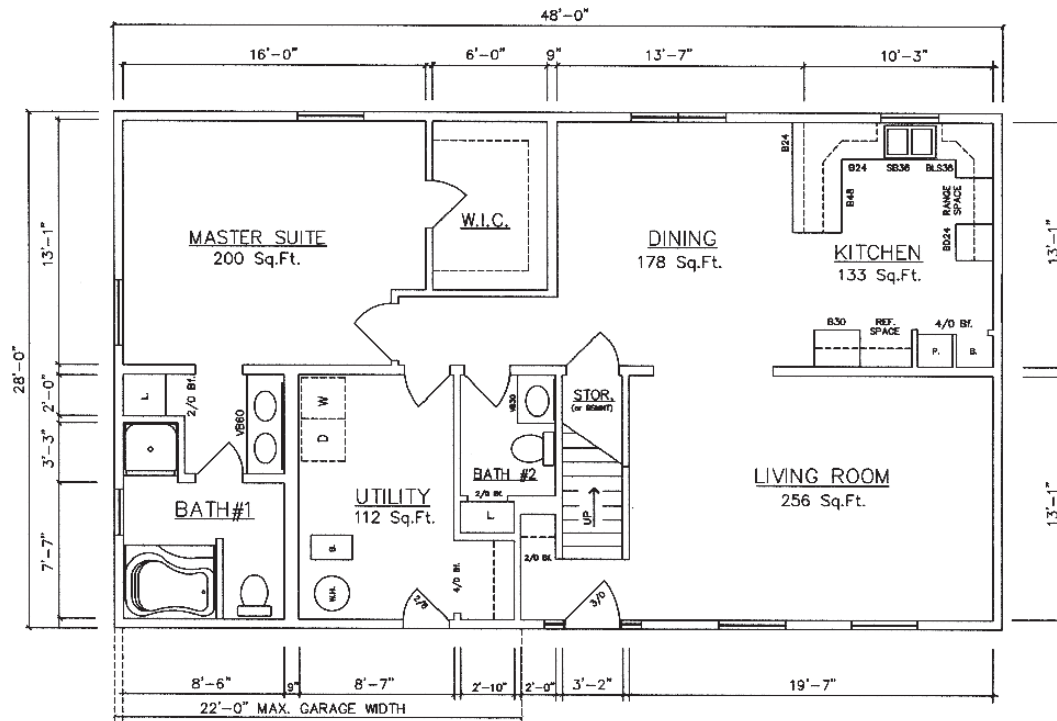 48'-0"
16'-0" 6'-0" 9" 13'-7" 10'-3"
28'-0"
13'-1"
2'-0"
3'-3"
7'-7"
13'-1"
13'-1"
MASTER SUITE
200 Sq.Ft.
W.I.C.
DINING
178 Sq.Ft.
KITCHEN
133 Sq.Ft.
B24
B24 SB36 BLS36
B48
RANGE
SPACE
BD24
B30 REF.
SPACE
4/0 Bf.
P. B.
L.
2/0 Bf.
VB60
W
D
VB30
STOR.
(or BSMNT)
BATH #2
2/0 Bf.
L.
UP
LIVING ROOM
256 Sq.Ft.
BATH#1
UTILITY
112 Sq.Ft.
B.
W.H.
2/8
4/0 Bf.
2/0 Bf.
3/0
8'-6" 9" 8'-7" 2'-10" 2'-0" 3'-2" 19'-7"
22'-0" MAX. GARAGE WIDTH